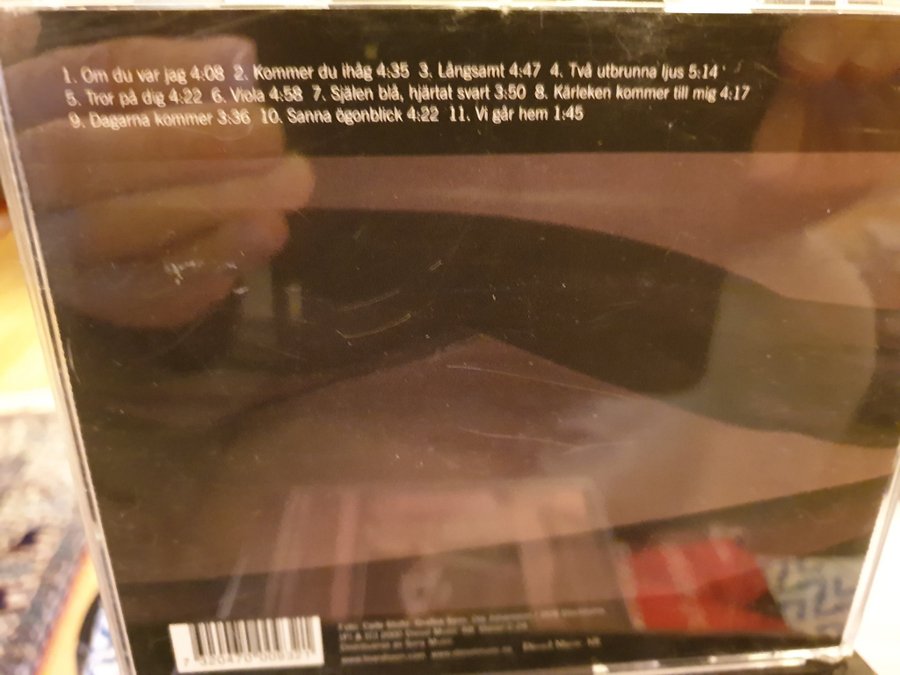 1. Om du var jag 4:08 2. Kommer du ihåg 4:35 3. Långsamt 4:47 4. Två utbrunna ljus 5:14
5. Tror på dig 4:22 6. Viola 4:58 7. Själen blå, hjärtat svart 3:50 8. Kärleken kommer till mig 4:17
9. Dagarna kommer 3:36 10. Sanna ögonblick 4:22 11. Vi går hem 1:45